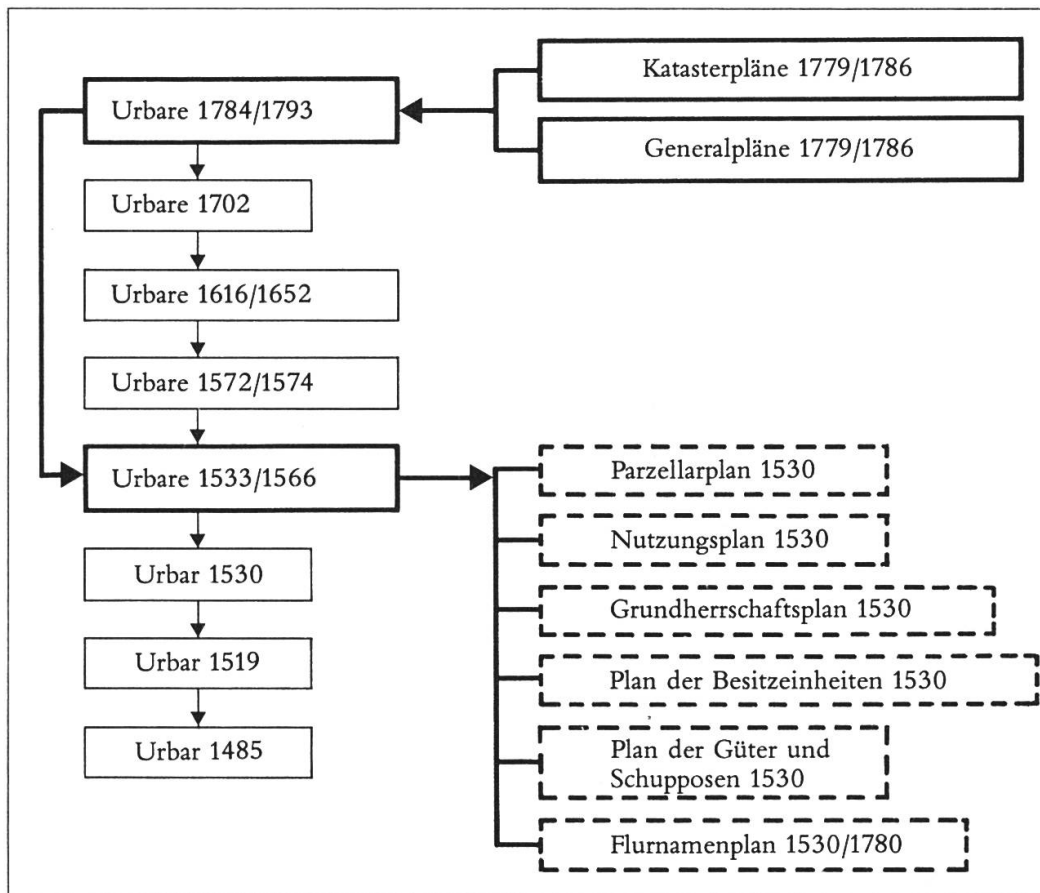 Katasterpläne 1779/1786
Urbare 1784/1793
Generalpläne 1779/1786
Urbare 1702
Urbare 1616/1652
Urbare 1572/1574
Urbare 1533/1566
Parzellarplan 1530
Nutzungsplan 1530
Urbar 1530
Grundherrschaftsplan 1530
Urbar 1519
Plan der Besitzeinheiten 1530
Urbar 1485
Plan der Güter und
Schupposen 1530
Flurnamenplan 1530/1780